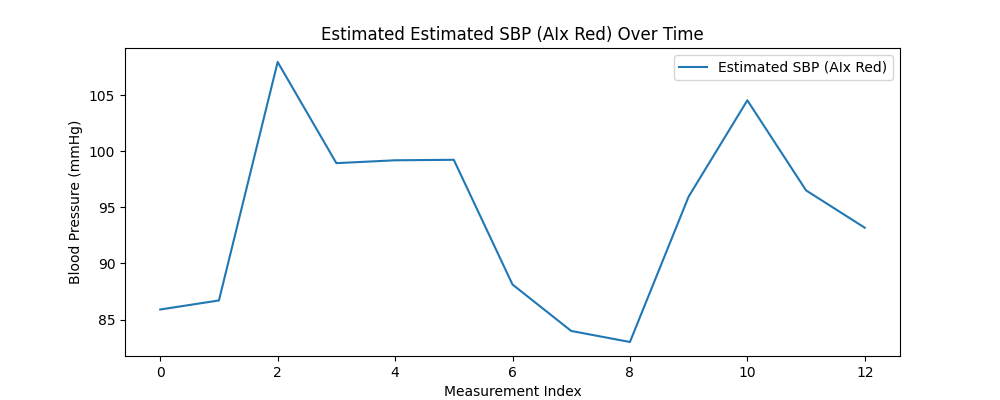 Estimated Estimated SBP (AIx Red) Over Time
Estimated SBP (AIx Red)
Blood Pressure (mmHg)
105
100
95
90
85
0 2 4 6 8 10 12
Measurement Index